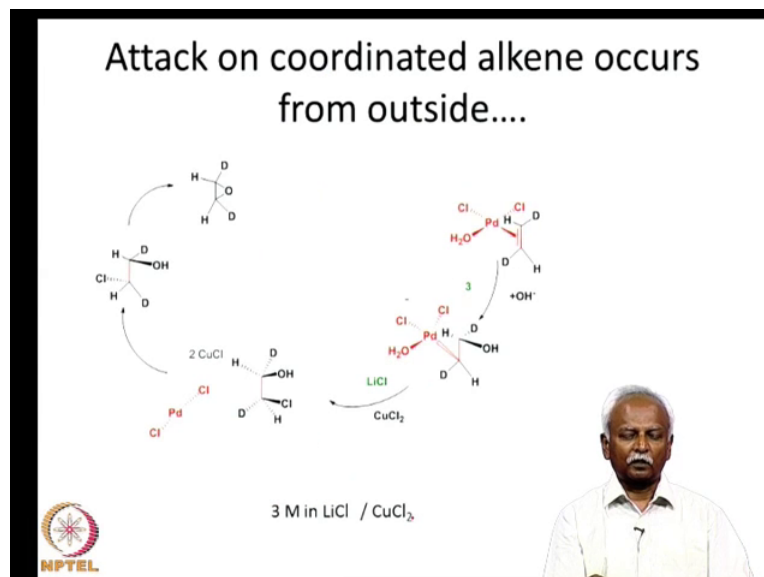 Attack on coordinated alkene occurs
from outside....
H D
O
H D
H D
OH
Cl
H D
Cl Cl
Pd H D
H₂O
D H
3
+OH⁻
-
Cl Cl
Pd H D
H₂O OH
D H
LiCl
CuCl₂
2 CuCl
H D
OH
Cl
D H
Cl
Pd
Cl
3 M in LiCl / CuCl₂.
NPTEL